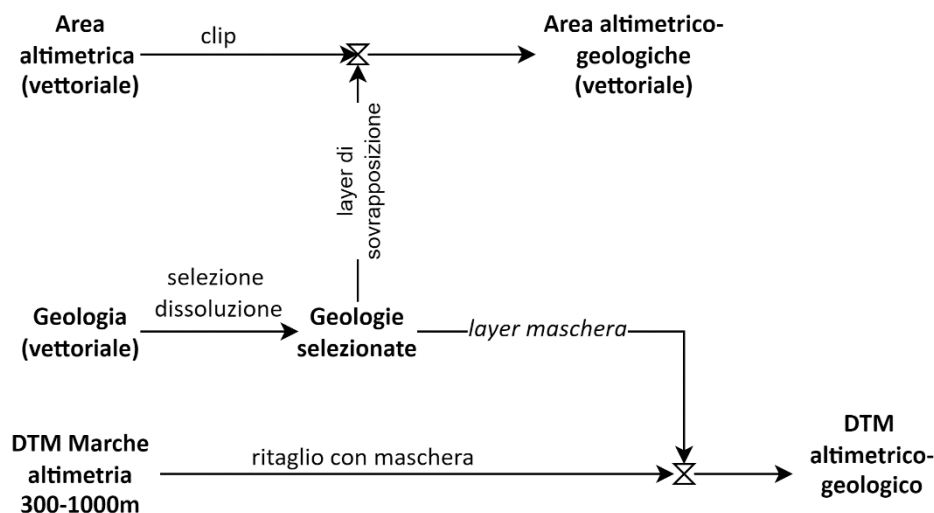 Area
altimetrica
(vettoriale)
clip
Area altimetrico-
geologiche
(vettoriale)
layer di
sovrapposizione
selezione
dissoluzione
Geologia
(vettoriale)
Geologie
selezionate
layer maschera
DTM Marche
altimetria
300-1000m
ritaglio con maschera
DTM
altimetrico-
geologico